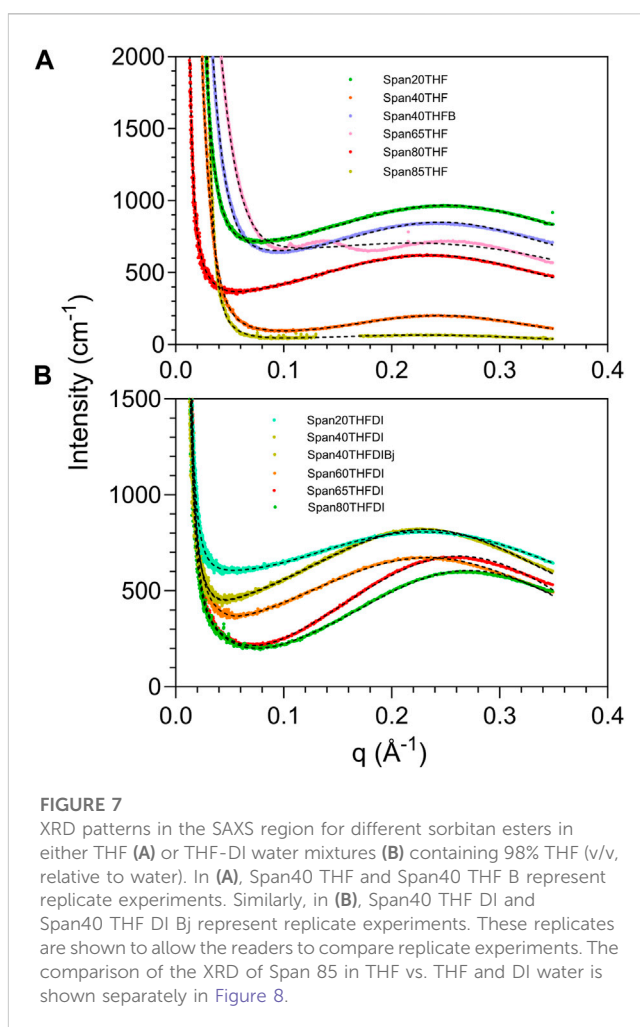 A
2000
1500
1000
500
0
Span20THF
Span40THF
Span40THFB
Span65THF
Span80THF
Span85THF
0.0 0.1 0.2 0.3 0.4
Intensity (cm-1)
B
1500
1000
500
0
Span20THFDI
Span40THFDI
Span40THFDIBj
Span60THFDI
Span65THFDI
Span80THFDI
0.0 0.1 0.2 0.3 0.4
q (Å-1)
FIGURE 7
XRD patterns in the SAXS region for different sorbitan esters in
either THF (A) or THF-DI water mixtures (B) containing 98% THF (v/v,
relative to water). In (A), Span40 THF and Span40 THF B represent
replicate experiments. Similarly, in (B), Span40 THF DI and
Span40 THF DI Bj represent replicate experiments. These replicates
are shown to allow the readers to compare replicate experiments. The
comparison of the XRD of Span 85 in THF vs. THF and DI water is
shown separately in Figure 8.